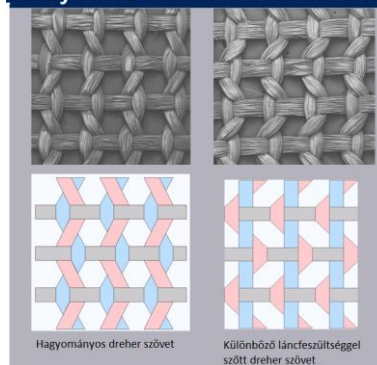 Hagyományos dreher szövet
Különböző láncfeszültséggel
szőtt dreher szövet